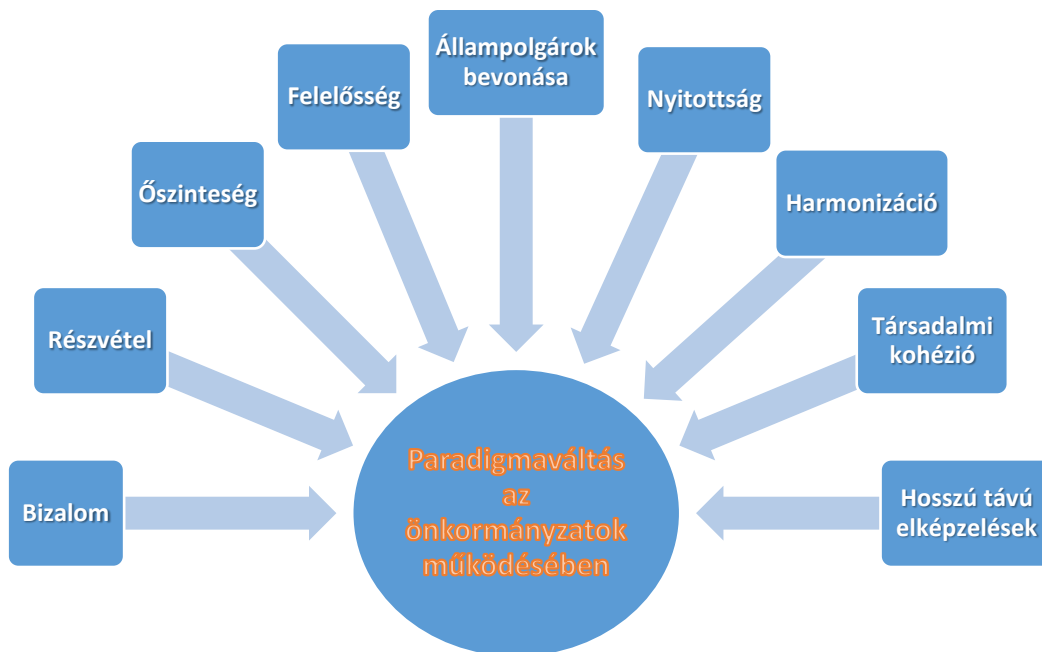 Állampolgárok
bevonása
Felelősség
Nyitottság
Őszinteség
Harmonizáció
Részvétel
Társadalmi
kohézió
Bizalom
Hosszú távú
elképzelések
Paradigmaváltás
az
önkormányzatok
működésében